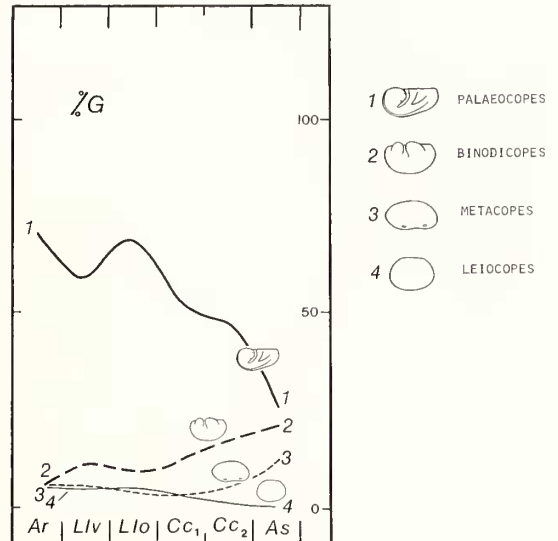 %G
100
50
0
1
2
3
4
1
2
3
4
Ar | Llv | Llo | Cc₁ | Cc₂ | As
1 PALAEOCOPES
2 BINODICOPES
3 METACOPES
4 LEIOCOPES